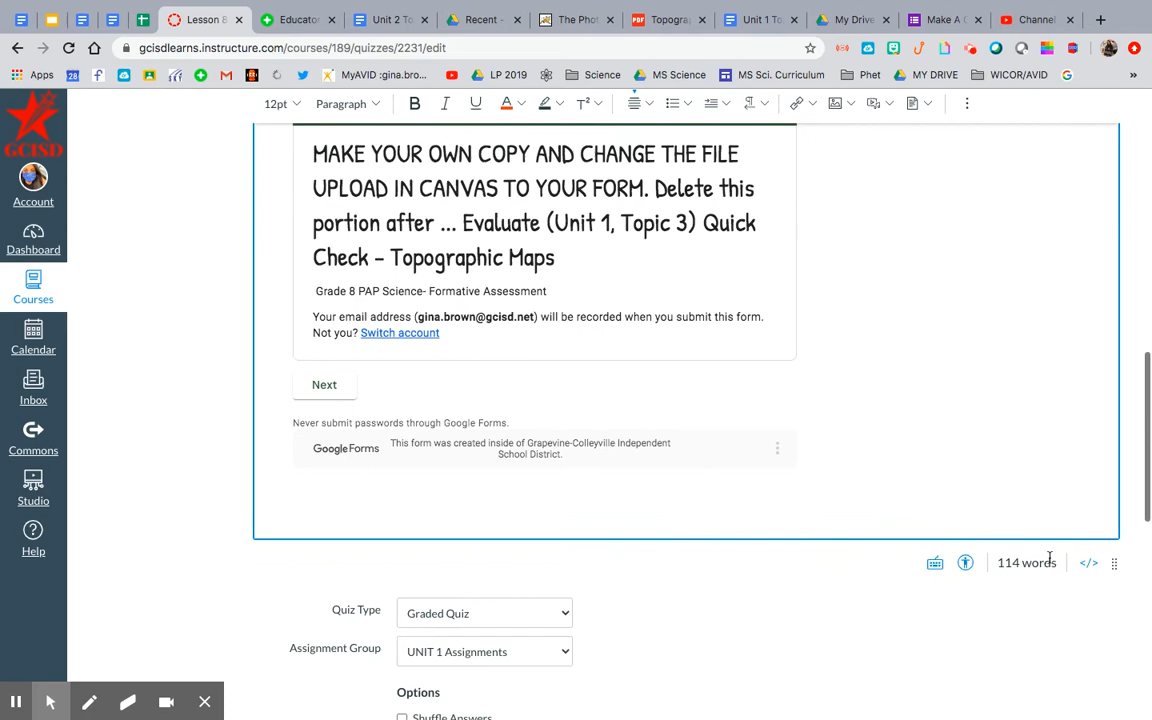 Lesson 8
Educator
Unit 2 To
Recent -
The Phot
PDF Topogra
Unit 1 To
My Drive
Make A C
Channel
gcisdlearns.instructure.com/courses/189/quizzes/2231/edit
Apps 28 MyAVID :gina.bro... LP 2019 Science MS Science MS Sci. Curriculum Phet MY DRIVE WICOR/AVID »
12pt Paragraph B I U A T²
GCISD
Account
Dashboard
Courses
Calendar
Inbox
Commons
Studio
Help
MAKE YOUR OWN COPY AND CHANGE THE FILE
UPLOAD IN CANVAS TO YOUR FORM. Delete this
portion after ... Evaluate (Unit 1, Topic 3) Quick
Check - Topographic Maps
Grade 8 PAP Science- Formative Assessment
Your email address (gina.brown@gcisd.net) will be recorded when you submit this form.
Not you? Switch account
Next
Never submit passwords through Google Forms.
Google Forms
This form was created inside of Grapevine-Colleyville Independent
School District.
114 words </>
Quiz Type Graded Quiz
Assignment Group UNIT 1 Assignments
Options
Shuffle Answers